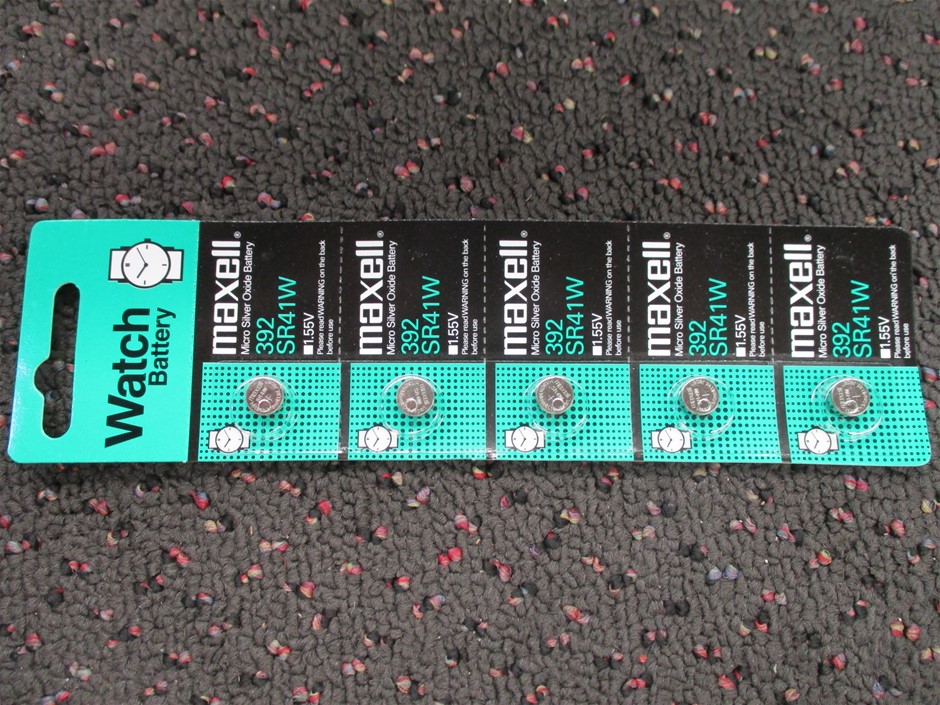 Watch
Battery
maxell®
Micro Silver Oxide Battery
392
SR41W
■1.55V
Please read WARNING on the back
before use
maxell®
Micro Silver Oxide Battery
392
SR41W
■1.55V
Please read WARNING on the back
before use
maxell®
Micro Silver Oxide Battery
392
SR41W
■1.55V
Please read WARNING on the back
before use
maxell®
Micro Silver Oxide Battery
392
SR41W
■1.55V
Please read WARNING on the back
before use
maxell®
Micro Silver Oxide Battery
392
SR41W
■1.55V
Please read WARNING on the back
before use